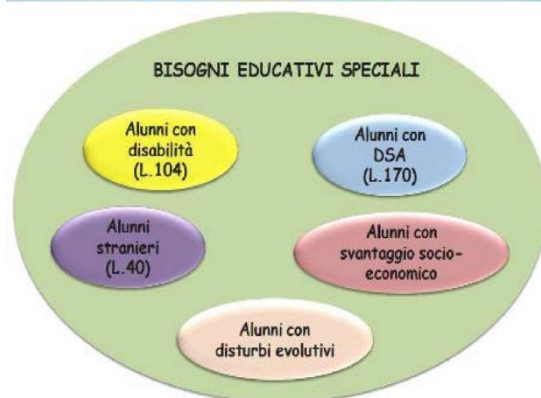 BISOGNI EDUCATIVI SPECIALI
Alunni con
disabilità
(L.104)
Alunni con
DSA
(L.170)
Alunni
stranieri
(L.40)
Alunni con
svantaggio socio-
economico
Alunni con
disturbi evolutivi